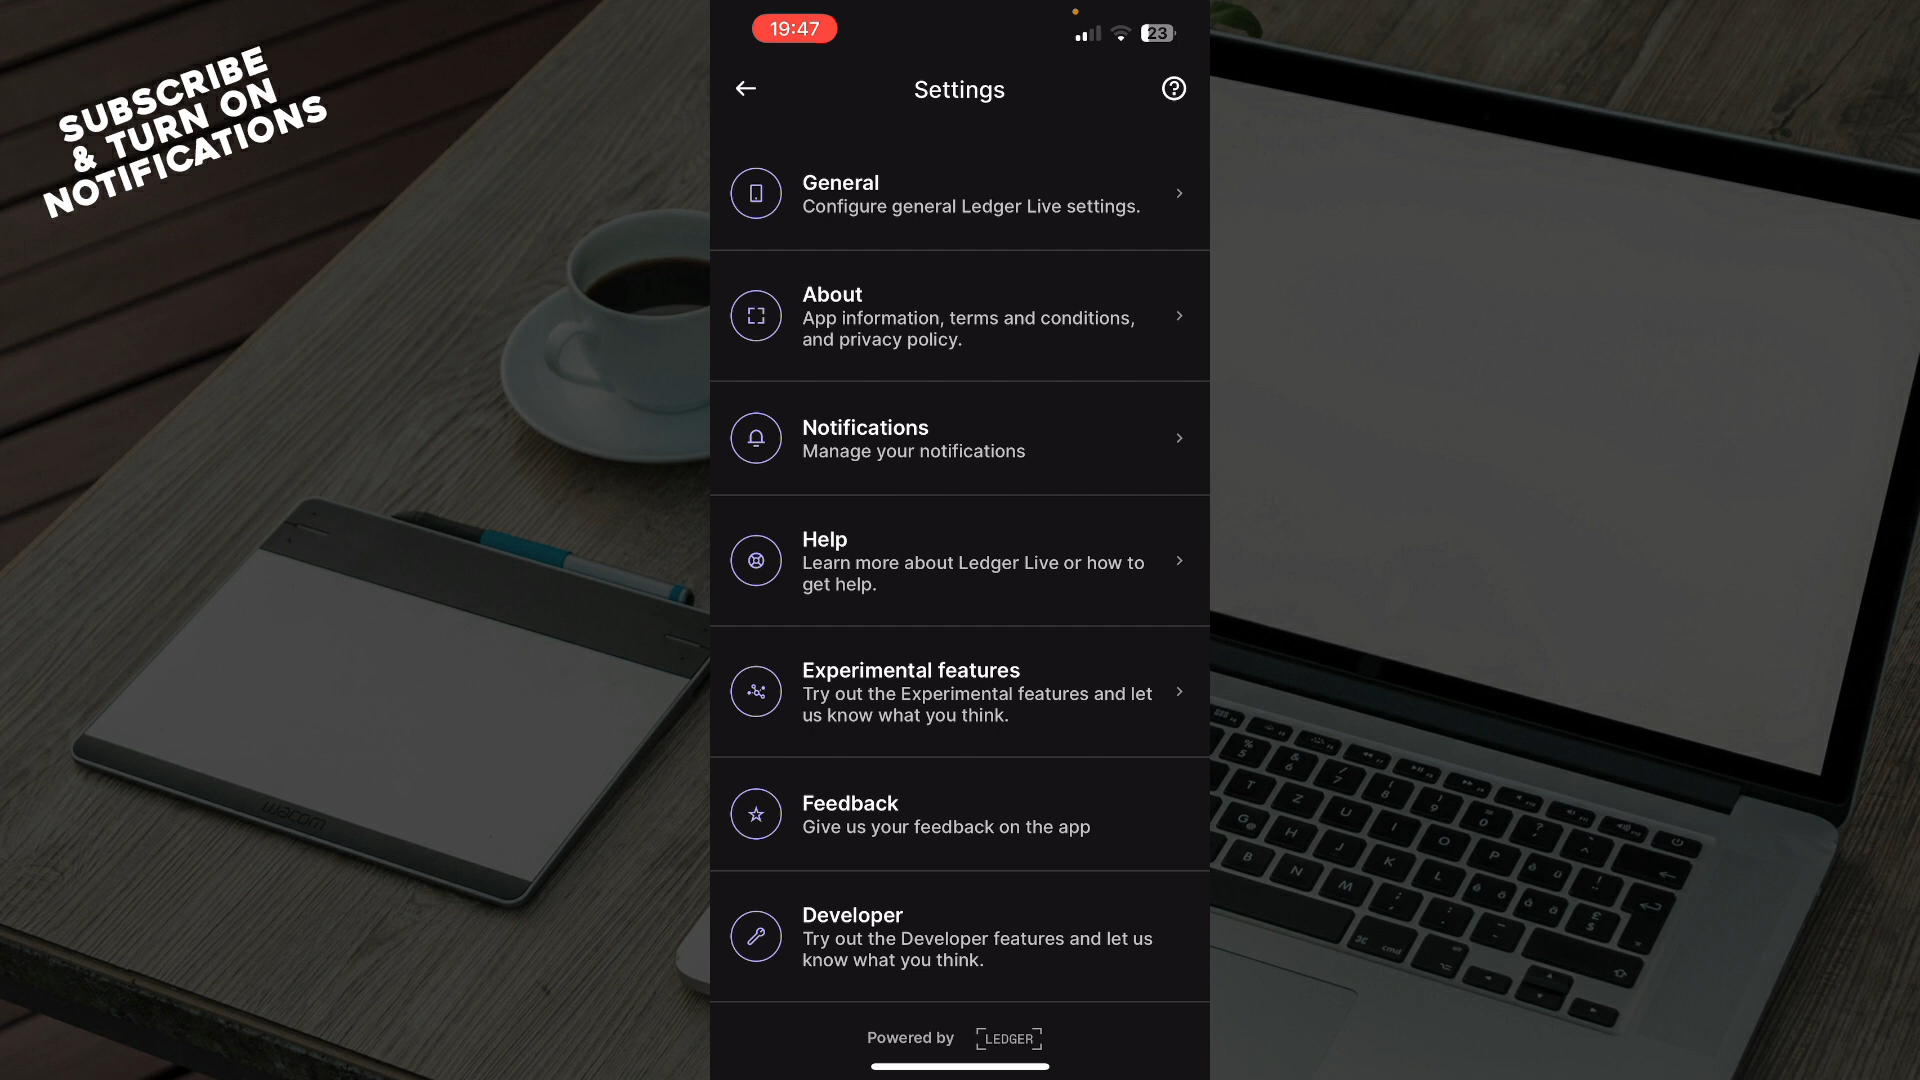 SUBSCRIBE
& TURN ON
NOTIFICATIONS
19:47
23
Settings
General
Configure general Ledger Live settings.
About
App information, terms and conditions,
and privacy policy.
Notifications
Manage your notifications
Help
Learn more about Ledger Live or how to
get help.
Experimental features
Try out the Experimental features and let
us know what you think.
Feedback
Give us your feedback on the app
Developer
Try out the Developer features and let us
know what you think.
Powered by LEDGER
wacom